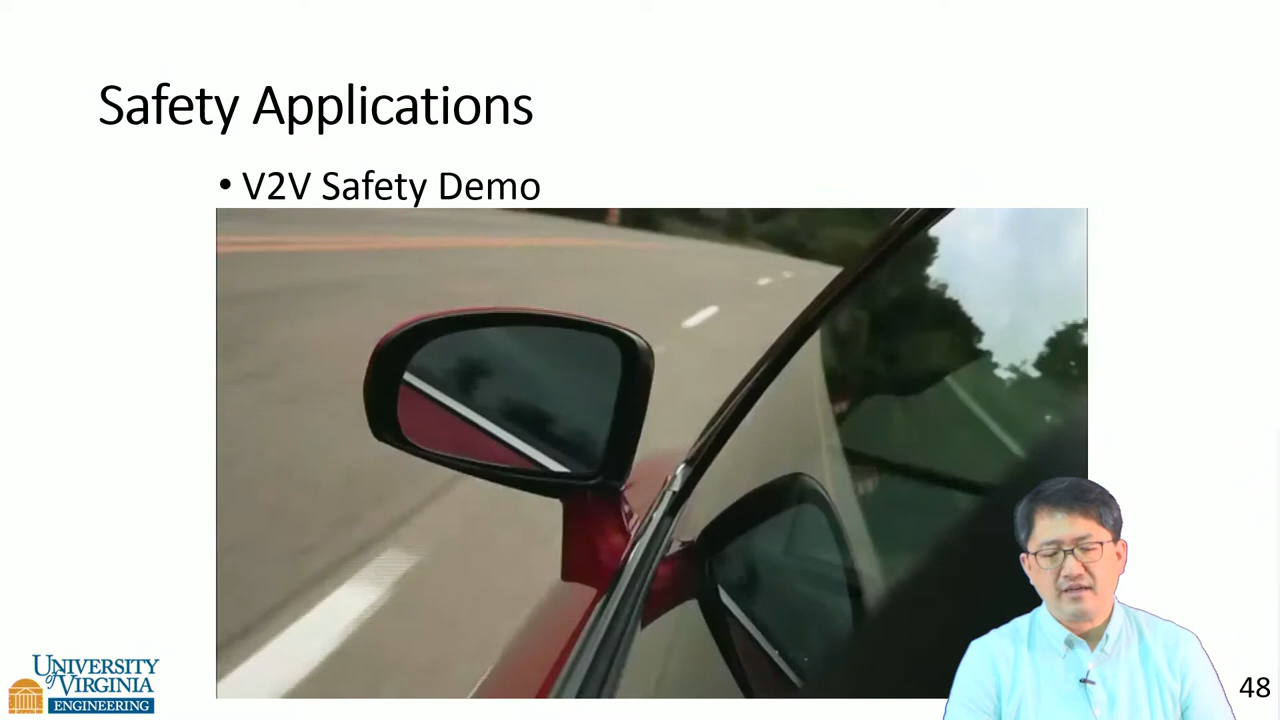 Safety Applications
• V2V Safety Demo
UNIVERSITY
of VIRGINIA
ENGINEERING
48